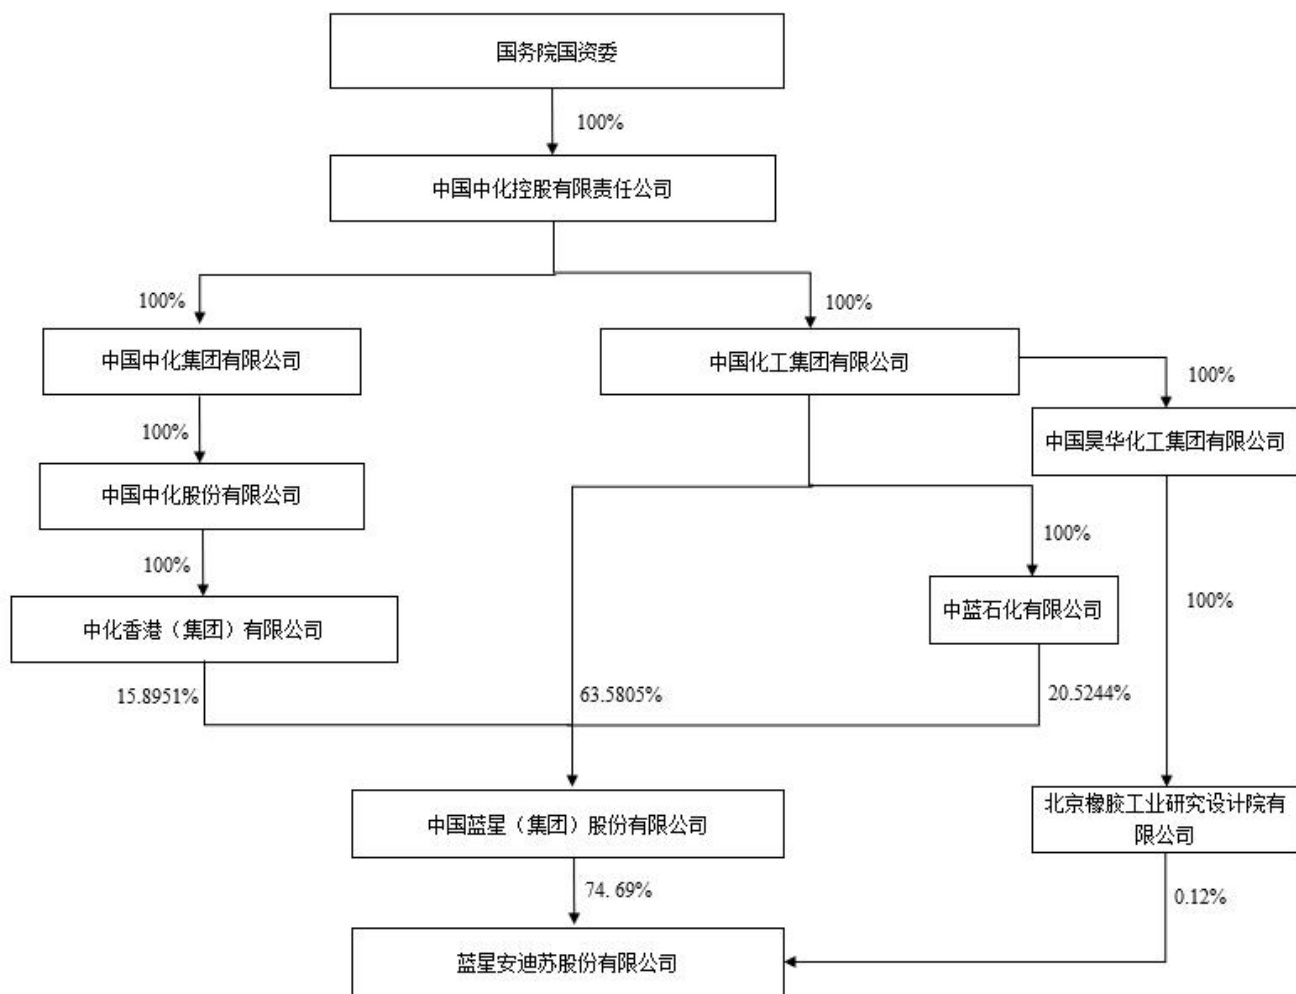 国务院国资委
100%
中国中化控股有限责任公司
100%
100%
中国中化集团有限公司
中国化工集团有限公司
100%
100%
中国昊华化工集团有限公司
中国中化股份有限公司
100%
100%
中化香港（集团）有限公司
中蓝石化有限公司
100%
15.8951%
63.5805%
20.5244%
中国蓝星（集团）股份有限公司
北京橡胶工业研究设计院有
限公司
74.69%
0.12%
蓝星安迪苏股份有限公司